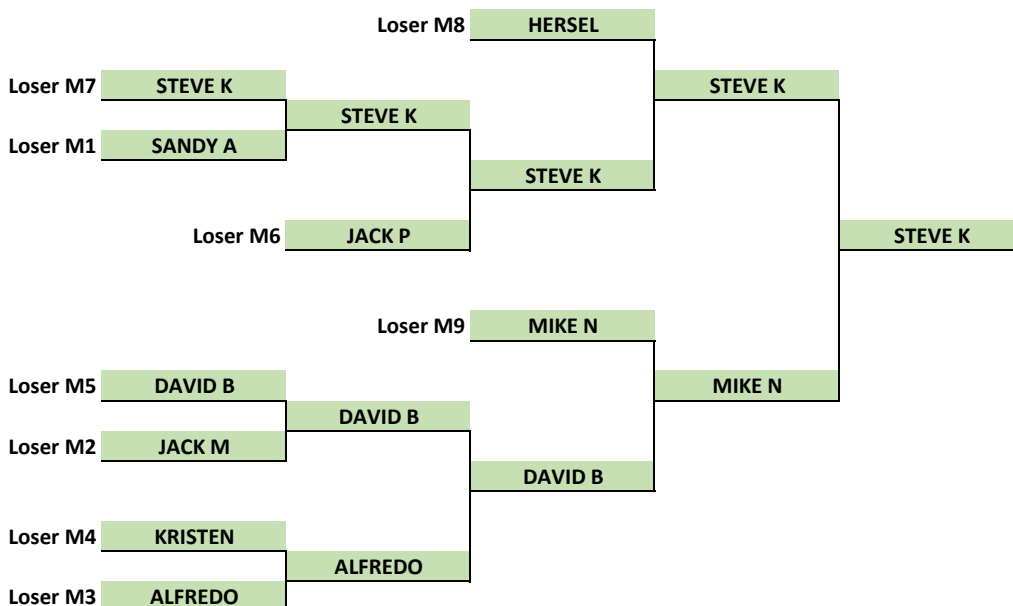 Loser M8 HERSEL
Loser M7 STEVE K STEVE K
STEVE K
Loser M1 SANDY A
STEVE K
Loser M6 JACK P STEVE K
Loser M9 MIKE N
Loser M5 DAVID B MIKE N
DAVID B
Loser M2 JACK M
DAVID B
Loser M4 KRISTEN
ALFREDO
Loser M3 ALFREDO